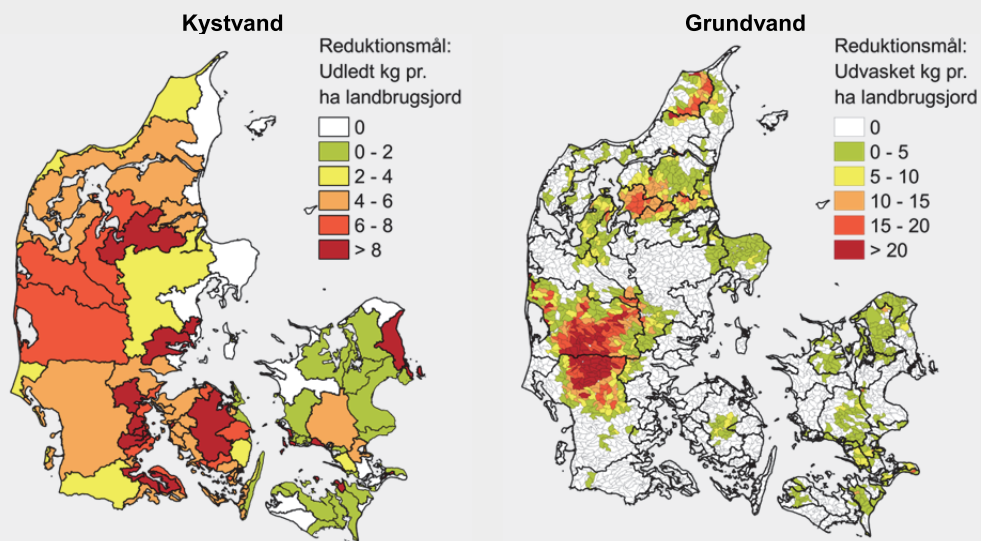 Kystvand
Reduktionsmål:
Udledt kg pr.
ha landbrugsjord
0
0 - 2
2 - 4
4 - 6
6 - 8
> 8
Grundvand
Reduktionsmål:
Udvasket kg pr.
ha landbrugsjord
0
0 - 5
5 - 10
10 - 15
15 - 20
> 20